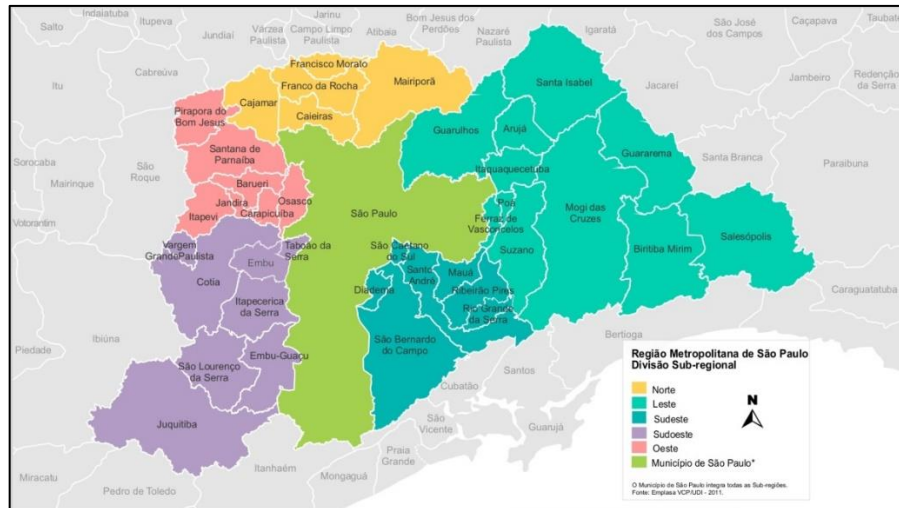 Indaiatuba
Itupeva
Salto
Jundiaí
Várzea
Paulista
Jarinu
Campo Limpo
Paulista
Atibaia
Bom Jesus dos
Perdões
Nazaré
Paulista
Igaratá
São José
dos Campos
Caçapava
Taubaté
Itu
Cabreúva
Francisco Morato
Franco da Rocha
Mairiporã
Cajamar
Caieiras
Santa Isabel
Jacareí
Jambeiro
Redenção
da Serra
Pirapora do
Bom Jesus
Guarulhos
Arujá
Santana de
Parnaíba
Itaquaquecetuba
Guararema
Santa Branca
Paraibuna
Sorocaba
Mairinque
São
Roque
Barueri
Jandira
Osasco
Itapevi
Carapicuíba
São Paulo
Poá
Ferraz de
Vasconcelos
Mogi das
Cruzes
Votorantim
Vargem
GrandePaulista
Taboão da
Serra
São Caetano
do Sul
Suzano
Biritiba Mirim
Salesópolis
Cotia
Embu
Santo
André
Mauá
Diadema
Ribeirão Pires
Itapecerica
da Serra
Rio Grande
da Serra
Caraguatatuba
Piedade
Ibiúna
São Bernardo
do Campo
Bertioga
Embu-Guaçu
São Lourenço
da Serra
Cubatão
Santos
Juquitiba
São
Vicente
Guarujá
Praia
Grande
Itanhaém
Mongaguá
Miracatu
Pedro de Toledo
Região Metropolitana de São Paulo
Divisão Sub-regional
Norte
Leste
Sudeste
Sudoeste
Oeste
Município de São Paulo*
N
O Município de São Paulo integra todas as Sub-regiões.
Fonte: Emplasa VCP/UDI - 2011.